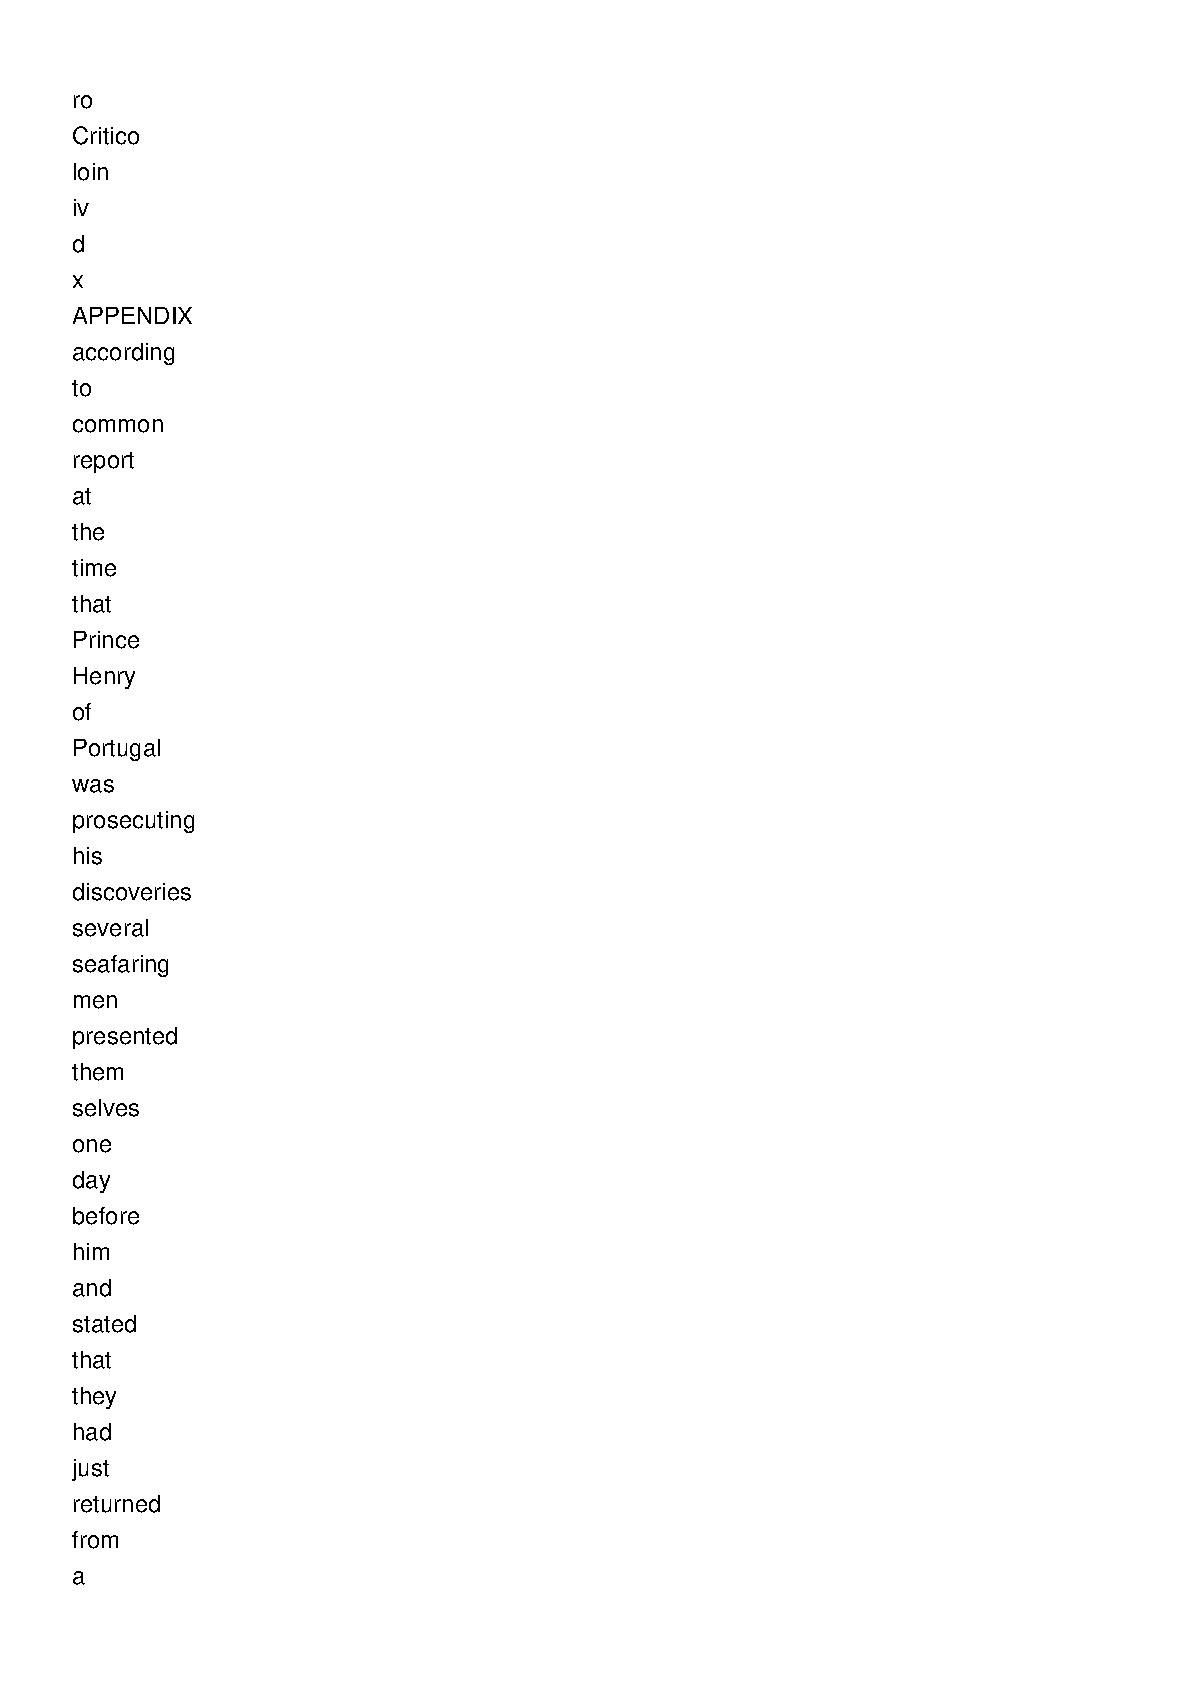 ro
Critico
loin
iv
d
x
APPENDIX
according
to
common
report
at
the
time
that
Prince
Henry
of
Portugal
was
prosecuting
his
discoveries
several
seafaring
men
presented
them
selves
one
day
before
him
and
stated
that
they
had
just
returned
from
a